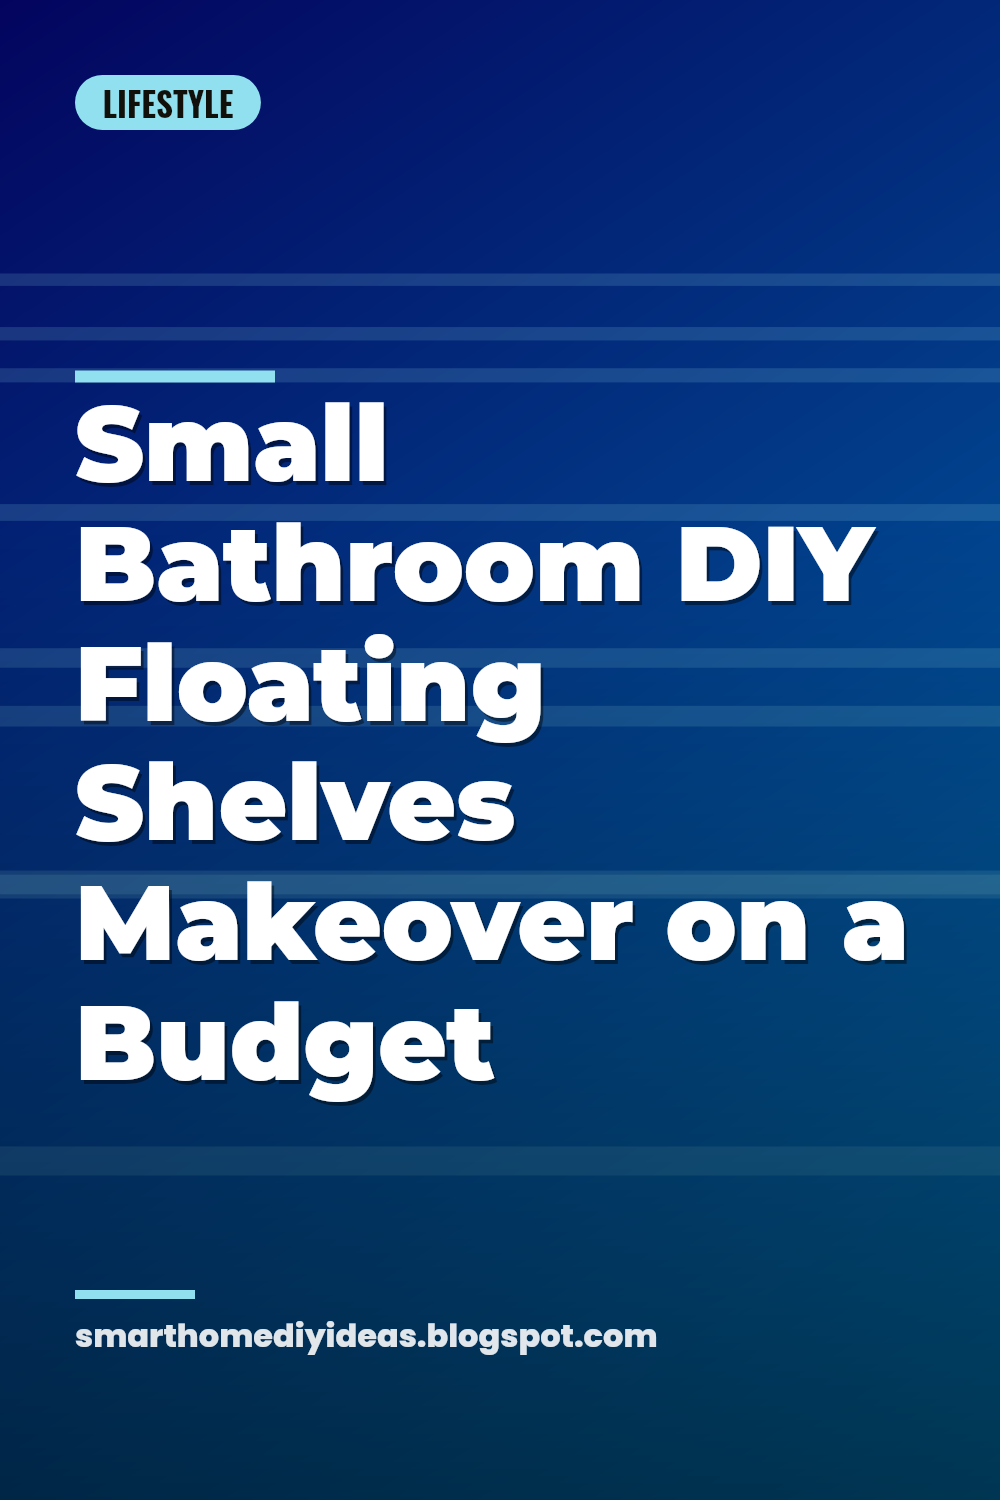 LIFESTYLE
Small
Bathroom DIY
Floating
Shelves
Makeover on a
Budget
smarthomediyideas.blogspot.com